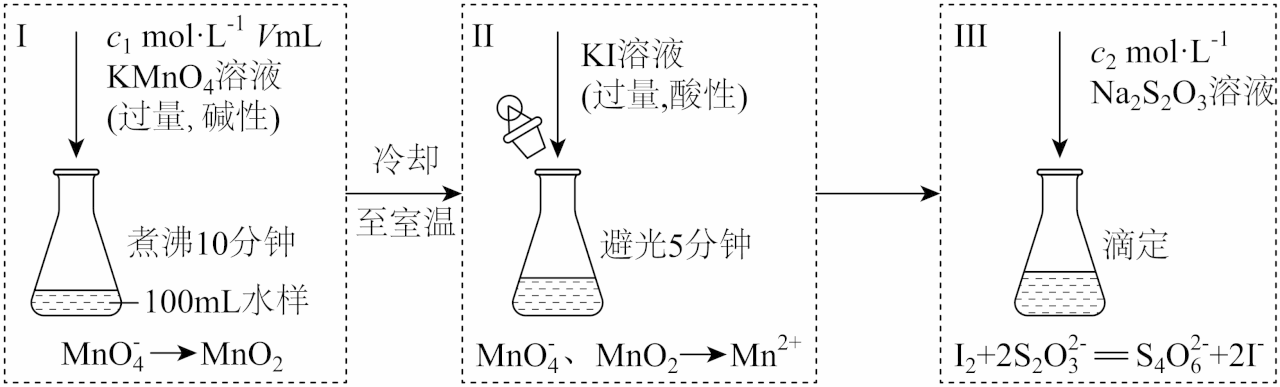 I
c₁ mol·L⁻¹ VmL
KMnO₄溶液
(过量, 碱性)
煮沸10分钟
100mL水样
MnO₄⁻→MnO₂
冷却
至室温
II
KI溶液
(过量,酸性)
避光5分钟
MnO₄⁻、MnO₂→Mn²⁺
III
c₂ mol·L⁻¹
Na₂S₂O₃溶液
滴定
I₂+2S₂O₃²⁻═S₄O₆²⁻+2I⁻